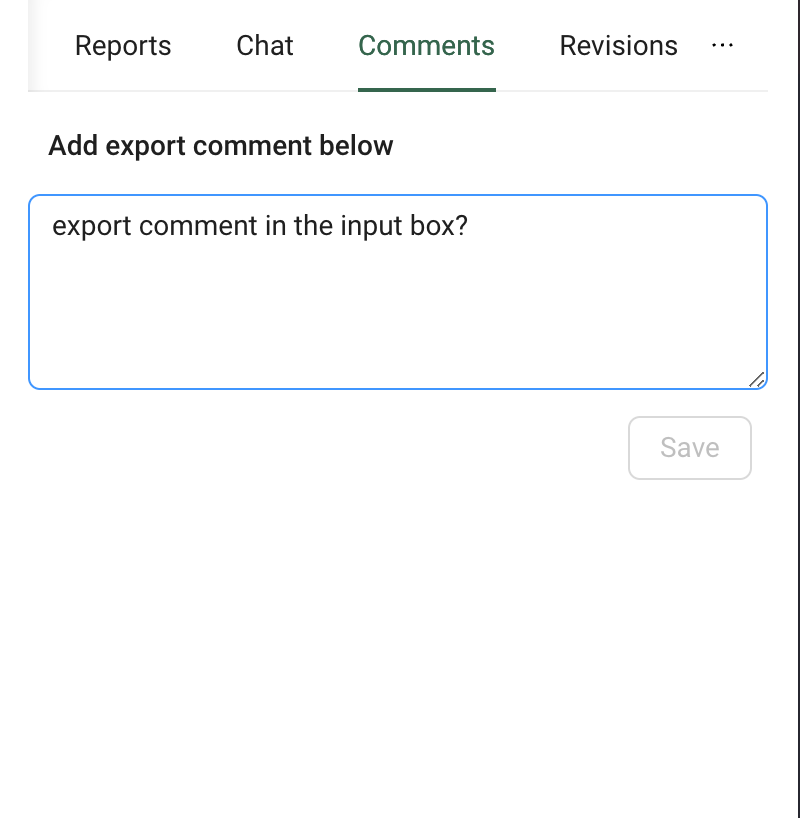 Reports Chat Comments Revisions ···
Add export comment below
export comment in the input box?
Save